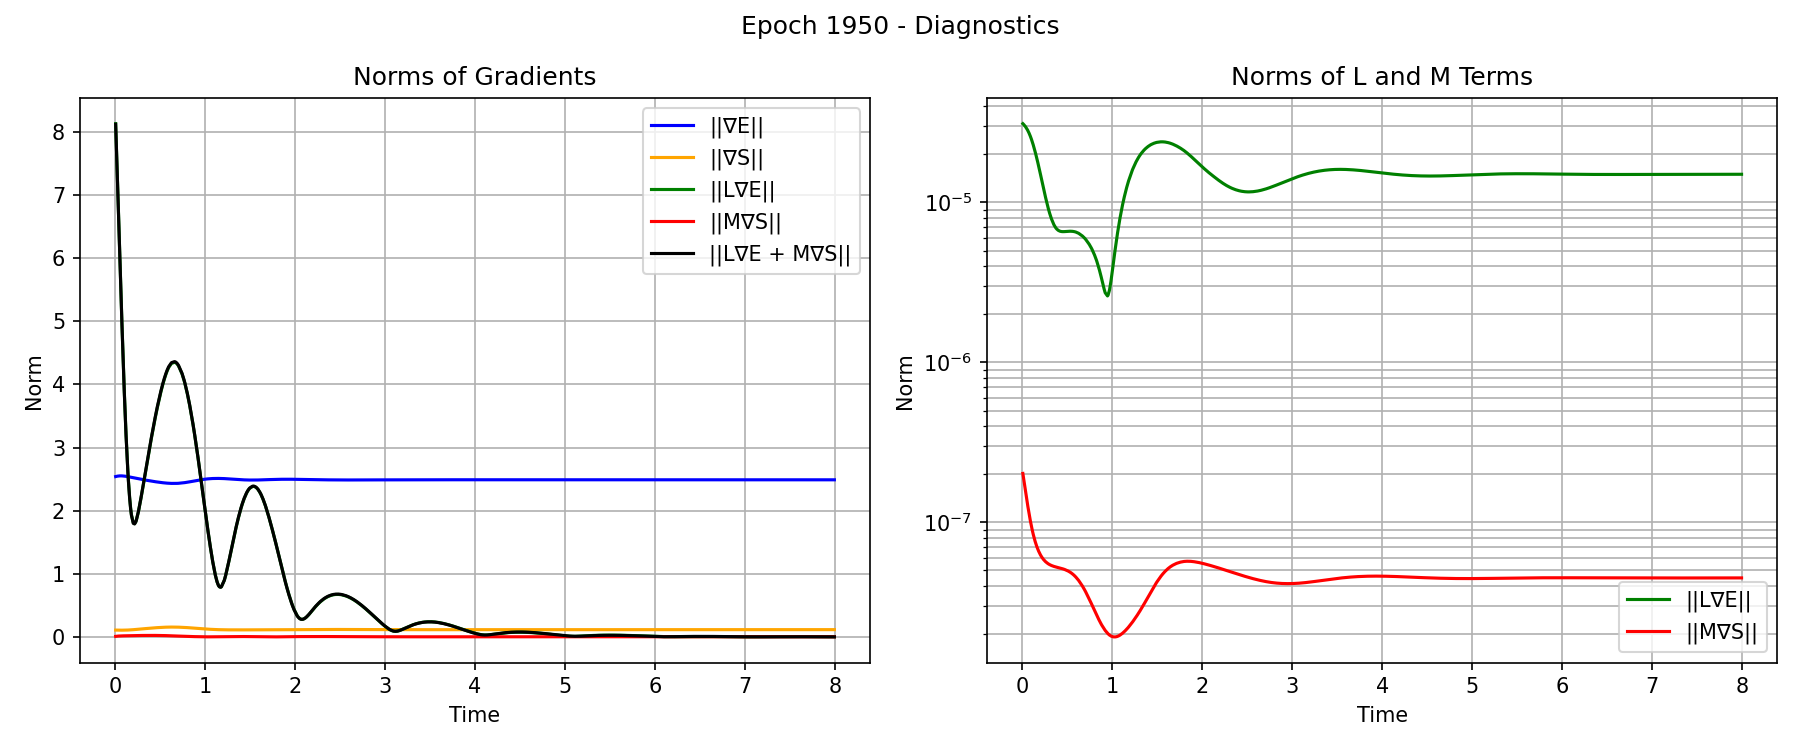 Epoch 1950 - Diagnostics
Norms of Gradients
Norm
8
7
6
5
4
3
2
1
0
||∇E||
||∇S||
||L∇E||
||M∇S||
||L∇E + M∇S||
0 1 2 3 4 5 6 7 8
Time
Norms of L and M Terms
Norm
10⁻⁵
10⁻⁶
10⁻⁷
||L∇E||
||M∇S||
0 1 2 3 4 5 6 7 8
Time